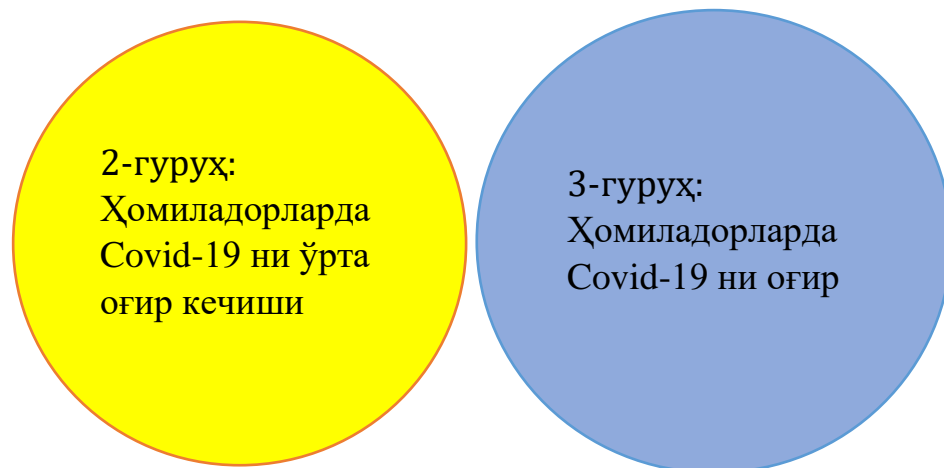 2-гуруҳ:
Ҳомиладорларда
Covid-19 ни ўрта
оғир кечиши
3-гуруҳ:
Ҳомиладорларда
Covid-19 ни оғир